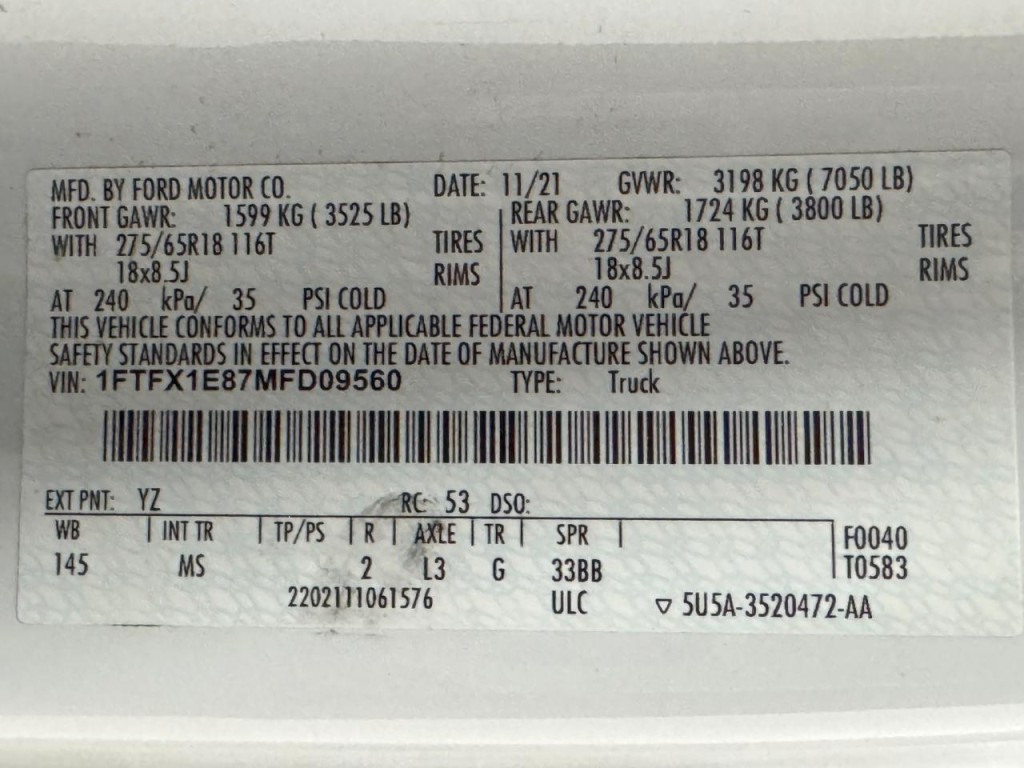 MFD. BY FORD MOTOR CO. DATE: 11/21 GVWR: 3198 KG ( 7050 LB)
FRONT GAWR: 1599 KG ( 3525 LB) REAR GAWR: 1724 KG ( 3800 LB)
WITH 275/65R18 116T TIRES WITH 275/65R18 116T TIRES
18x8.5J RIMS 18x8.5J RIMS
AT 240 kPa/ 35 PSI COLD AT 240 kPa/ 35 PSI COLD
THIS VEHICLE CONFORMS TO ALL APPLICABLE FEDERAL MOTOR VEHICLE
SAFETY STANDARDS IN EFFECT ON THE DATE OF MANUFACTURE SHOWN ABOVE.
VIN: 1FTFX1E87MFD09560 TYPE: Truck
EXT PNT: YZ RC: 53 DSO:
WB INT TR TP/PS R AXLE TR SPR F0040
145 MS 2 L3 G 33BB T0583
2202111061576 ULC ▽ 5U5A-3520472-AA